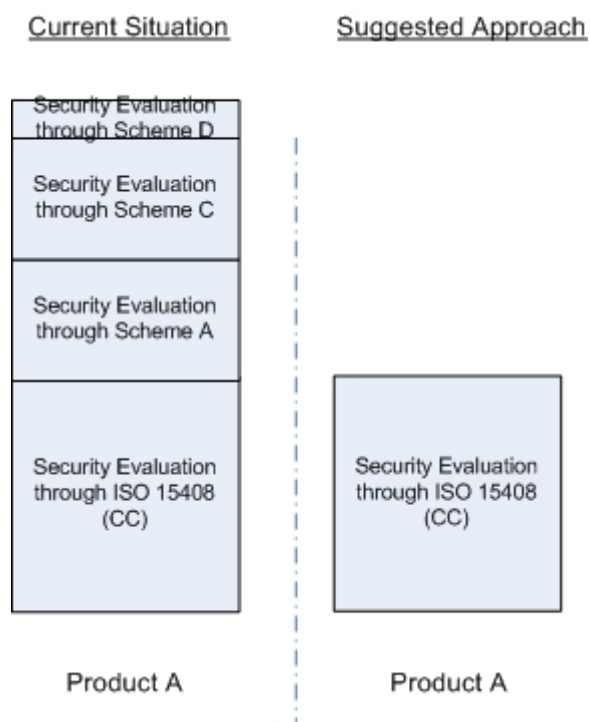 Current Situation
Suggested Approach
Security Evaluation
through Scheme D
Security Evaluation
through Scheme C
Security Evaluation
through Scheme A
Security Evaluation
through ISO 15408
(CC)
Security Evaluation
through ISO 15408
(CC)
Product A
Product A